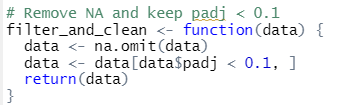 # Remove NA and keep padj < 0.1
filter_and_clean <- function(data) {
  data <- na.omit(data)
  data <- data[data$padj < 0.1, ]
  return(data)
}